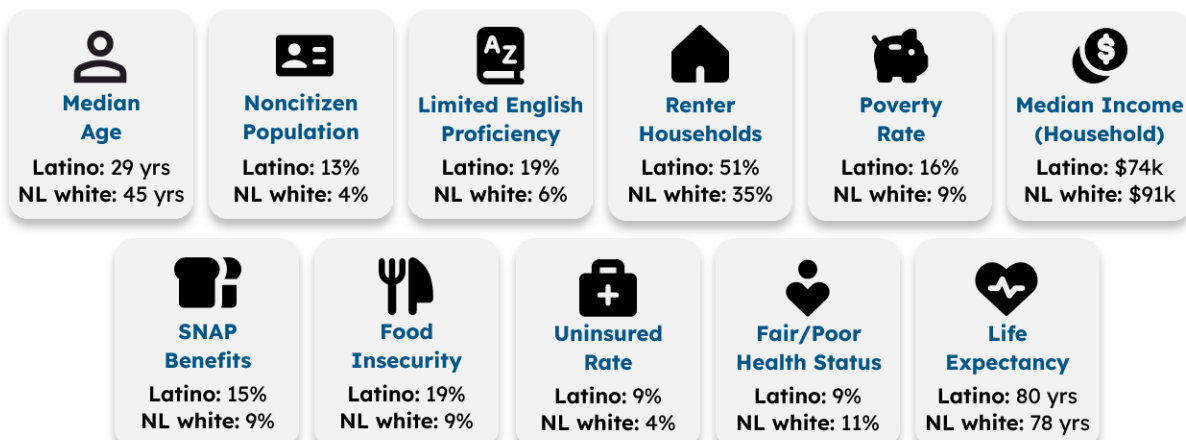 AZ
Median
Age
Latino: 29 yrs
NL white: 45 yrs
Noncitizen
Population
Latino: 13%
NL white: 4%
Limited English
Proficiency
Latino: 19%
NL white: 6%
Renter
Households
Latino: 51%
NL white: 35%
Poverty
Rate
Latino: 16%
NL white: 9%
$
Median Income
(Household)
Latino: $74k
NL white: $91k
SNAP
Benefits
Latino: 15%
NL white: 9%
Food
Insecurity
Latino: 19%
NL white: 9%
Uninsured
Rate
Latino: 9%
NL white: 4%
Fair/Poor
Health Status
Latino: 9%
NL white: 11%
Life
Expectancy
Latino: 80 yrs
NL white: 78 yrs